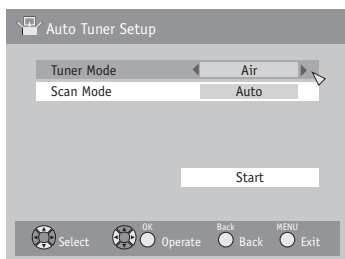 Auto Tuner Setup
Tuner Mode Air
Scan Mode Auto
Start
Select OK Operate Back Back MENU Exit